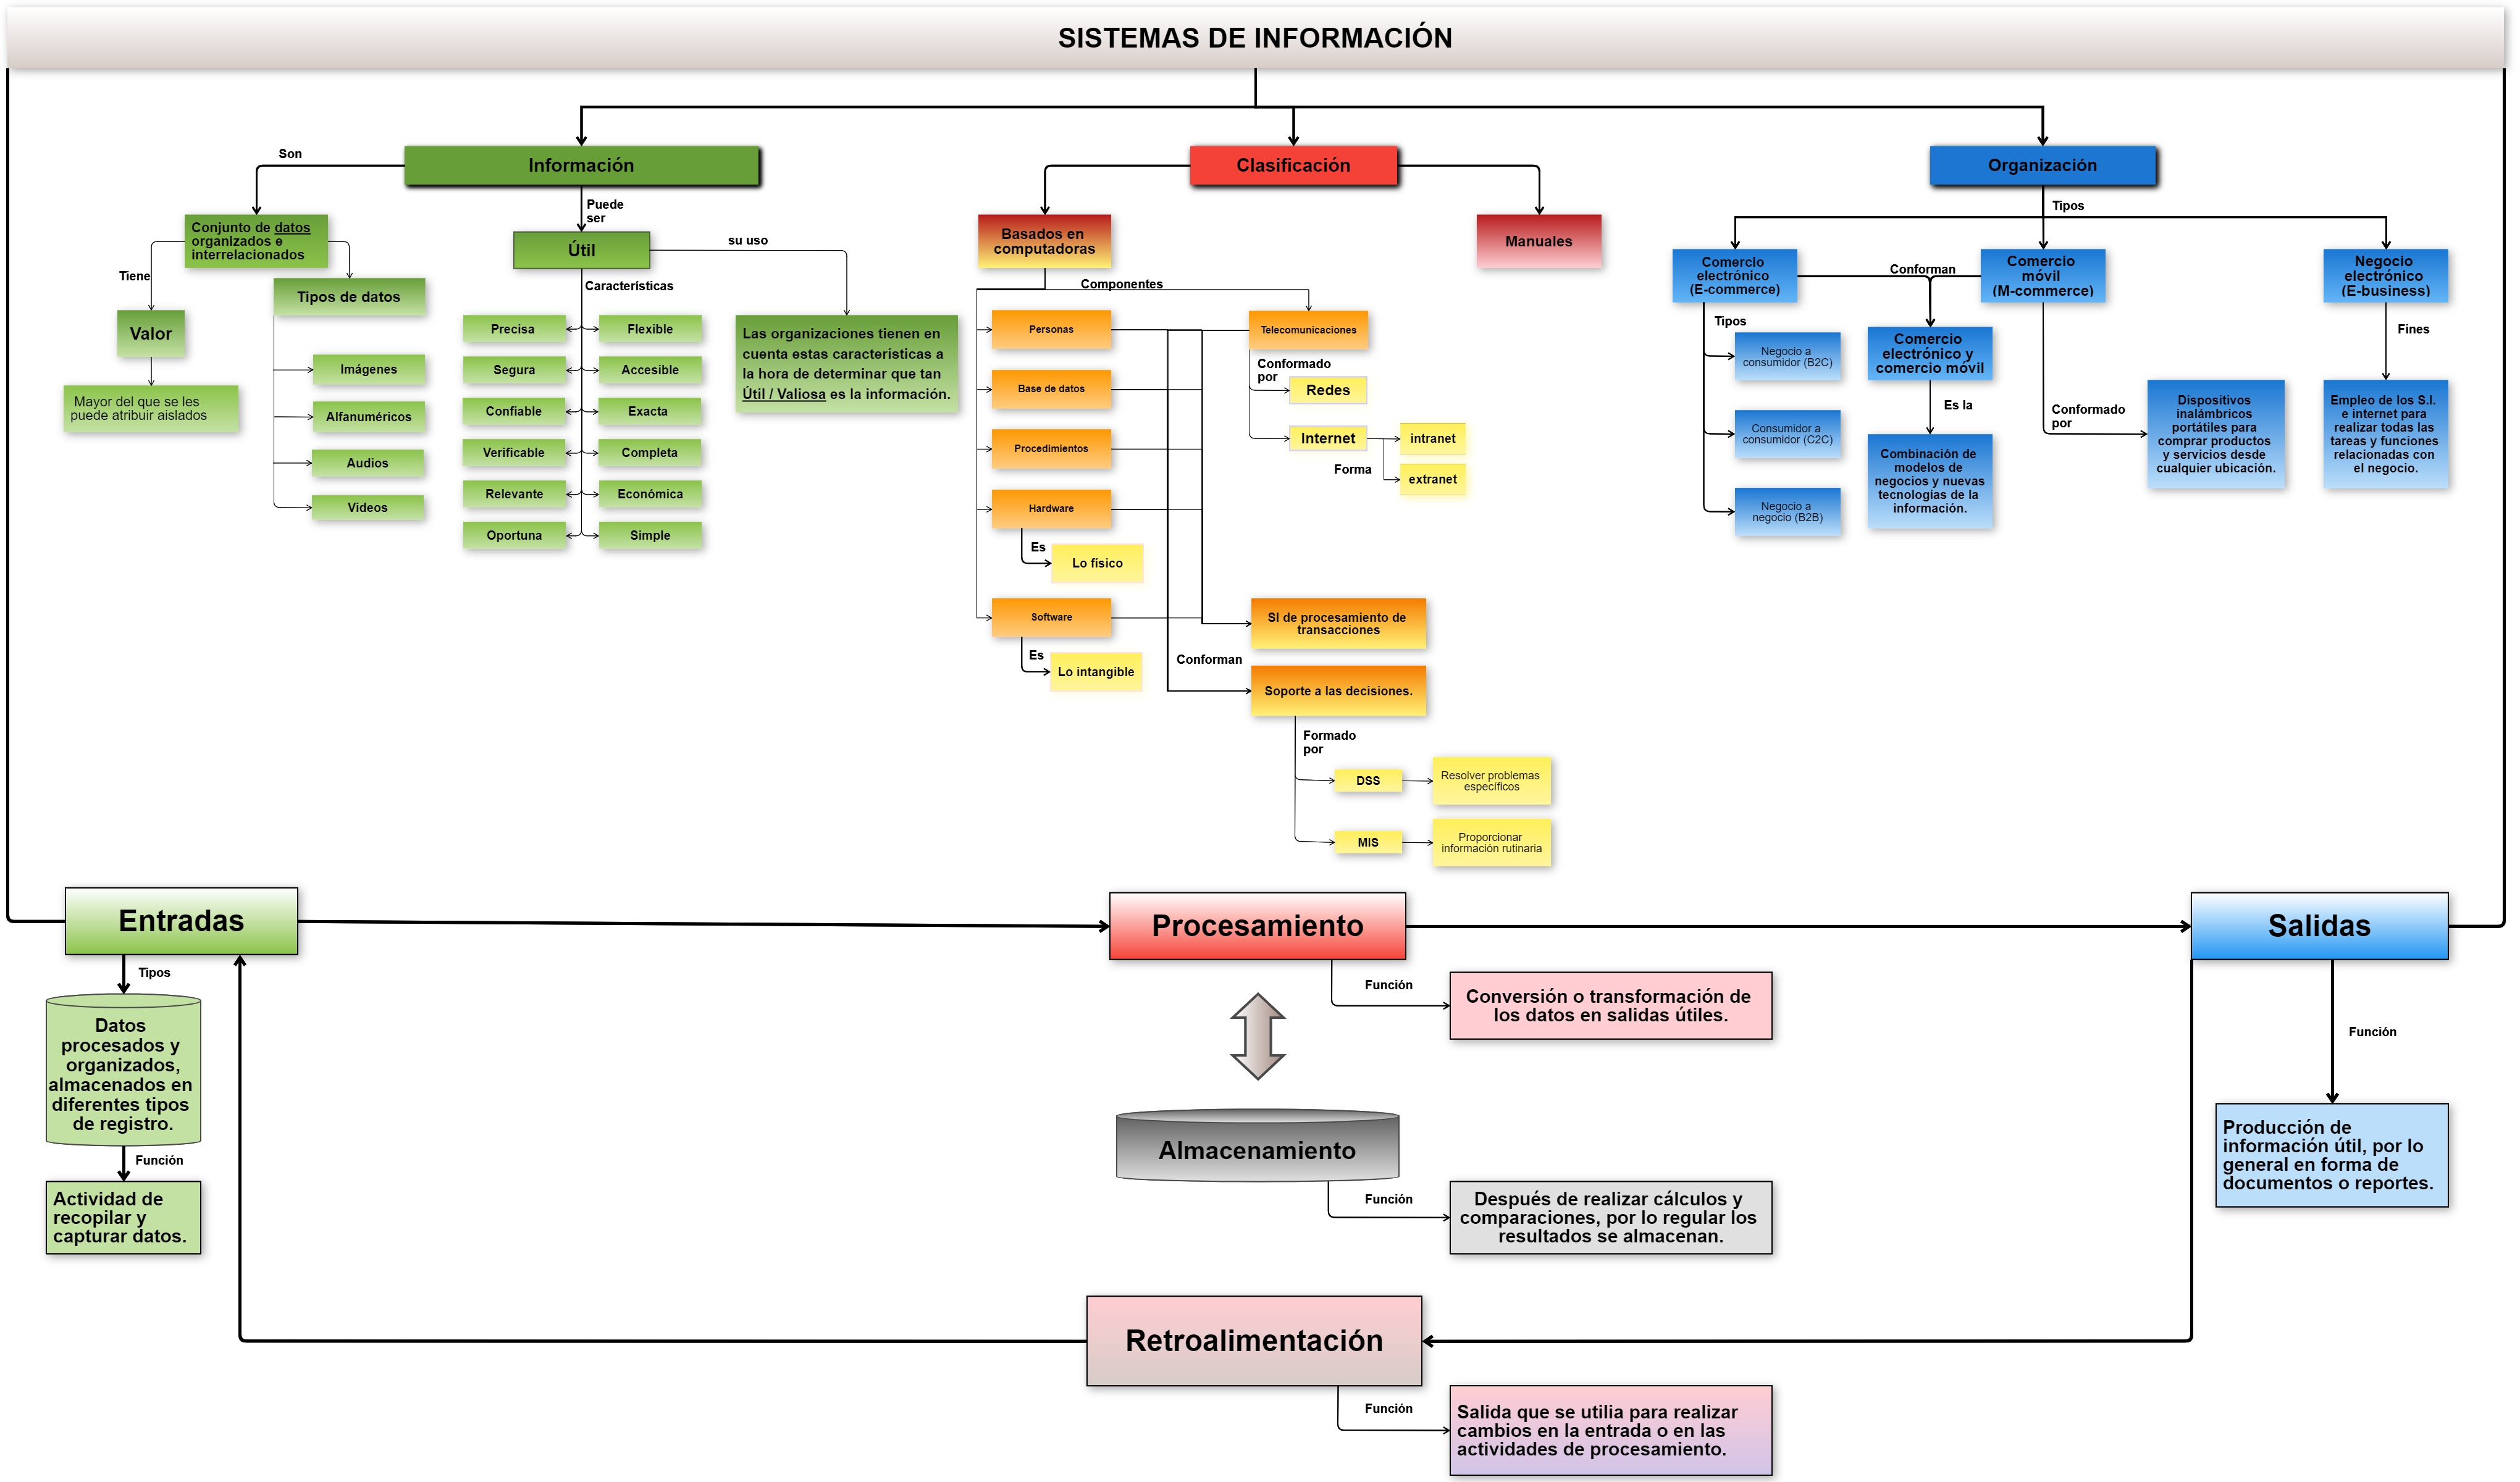 SISTEMAS DE INFORMACIÓN
Información
Clasificación
Organización
Son
Puede
ser
Tipos
Conjunto de datos
organizados e
interrelacionados
Útil
su uso
Tiene
Tipos de datos
Características
Valor
Mayor del que se les
puede atribuir aislados
Imágenes
Alfanuméricos
Audios
Videos
Precisa
Flexible
Segura
Accesible
Confiable
Exacta
Verificable
Completa
Relevante
Económica
Oportuna
Simple
Las organizaciones tienen en
cuenta estas características a
la hora de determinar que tan
Útil / Valiosa es la información.
Basados en
computadoras
Manuales
Componentes
Personas
Base de datos
Procedimientos
Hardware
Es
Lo físico
Software
Es
Lo intangible
Telecomunicaciones
Conformado
por
Redes
Internet
intranet
Forma
extranet
SI de procesamiento de
transacciones
Conforman
Soporte a las decisiones.
Formado
por
DSS
Resolver problemas
específicos
MIS
Proporcionar
información rutinaria
Comercio
electrónico
(E-commerce)
Conforman
Comercio
móvil
(M-commerce)
Negocio
electrónico
(E-business)
Tipos
Negocio a
consumidor (B2C)
Consumidor a
consumidor (C2C)
Negocio a
negocio (B2B)
Comercio
electrónico y
comercio móvil
Es la
Combinación de
modelos de
negocios y nuevas
tecnologías de la
información.
Conformado
por
Dispositivos
inalámbricos
portátiles para
comprar productos
y servicios desde
cualquier ubicación.
Fines
Empleo de los S.I.
e internet para
realizar todas las
tareas y funciones
relacionadas con
el negocio.
Entradas
Procesamiento
Salidas
Tipos
Datos
procesados y
organizados,
almacenados en
diferentes tipos
de registro.
Función
Actividad de
recopilar y
capturar datos.
Función
Conversión o transformación de
los datos en salidas útiles.
Almacenamiento
Función
Después de realizar cálculos y
comparaciones, por lo regular los
resultados se almacenan.
Función
Producción de
información útil, por lo
general en forma de
documentos o reportes.
Retroalimentación
Función
Salida que se utilia para realizar
cambios en la entrada o en las
actividades de procesamiento.